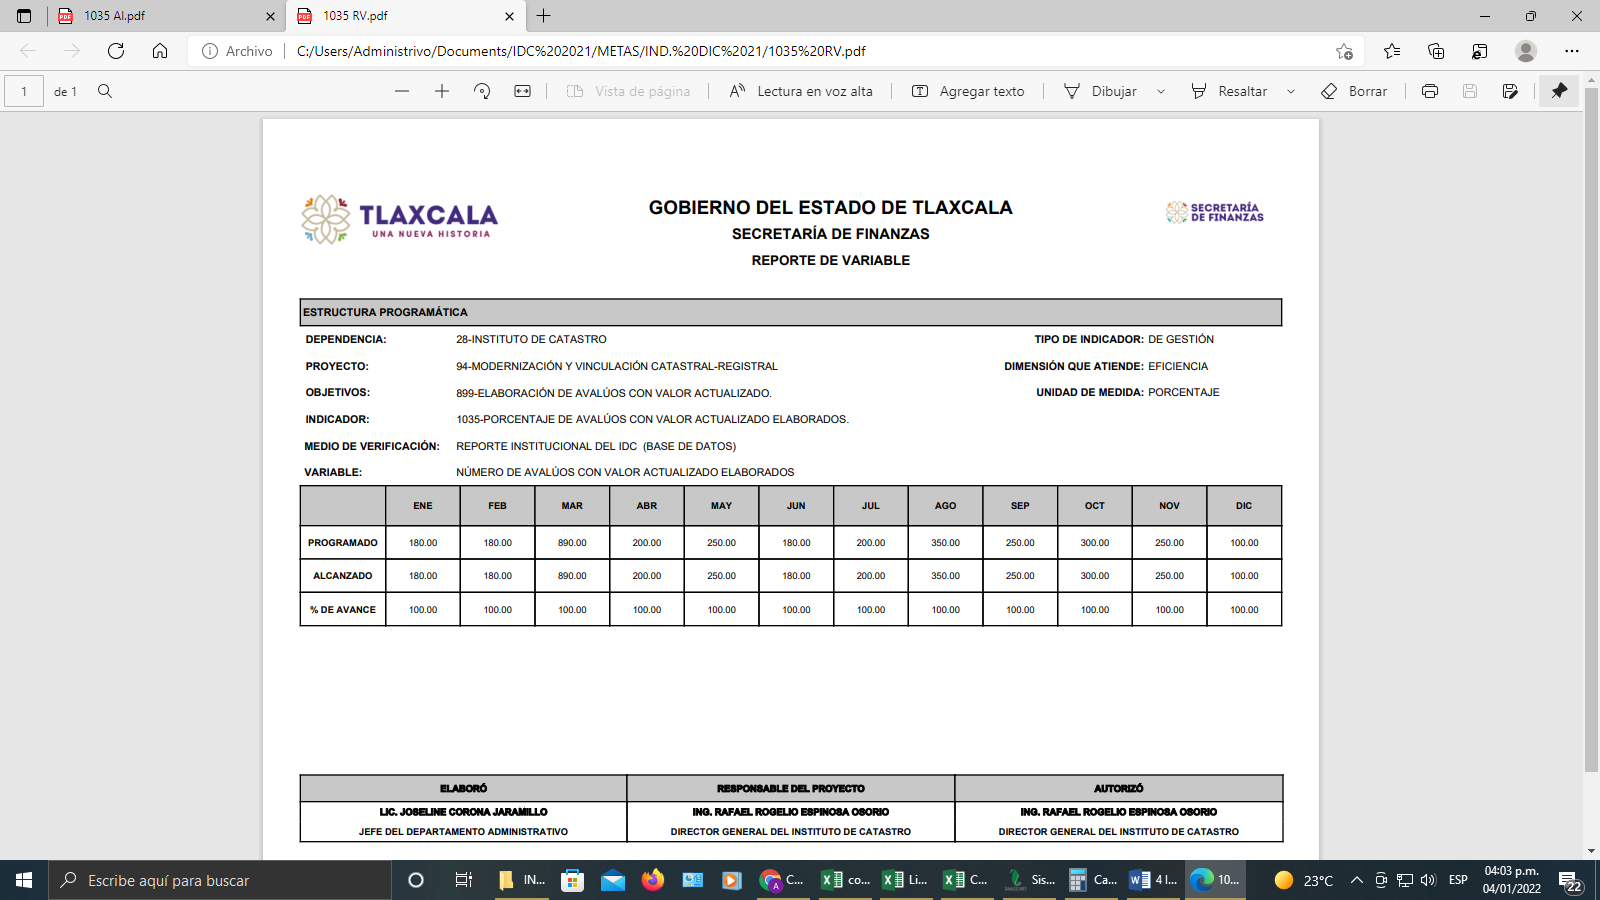 1035 AI.pdf
1035 RV.pdf
Archivo
C:/Users/Administrivo/Documents/IDC%202021/METAS/IND.%20DIC%2021/1035%20RV.pdf
1 de 1
Vista de página
Lectura en voz alta
Agregar texto
Dibujar
Resaltar
Borrar
TLAXCALA
UNA NUEVA HISTORIA
GOBIERNO DEL ESTADO DE TLAXCALA
SECRETARÍA DE FINANZAS
REPORTE DE VARIABLE
SECRETARÍA
DE FINANZAS
ESTRUCTURA PROGRAMÁTICA
DEPENDENCIA: 28-INSTITUTO DE CATASTRO TIPO DE INDICADOR: DE GESTIÓN
PROYECTO: 94-MODERNIZACIÓN Y VINCULACIÓN CATASTRAL-REGISTRAL DIMENSIÓN QUE ATIENDE: EFICIENCIA
OBJETIVOS: 899-ELABORACIÓN DE AVALÚOS CON VALOR ACTUALIZADO. UNIDAD DE MEDIDA: PORCENTAJE
INDICADOR: 1035-PORCENTAJE DE AVALÚOS CON VALOR ACTUALIZADO ELABORADOS.
MEDIO DE VERIFICACIÓN: REPORTE INSTITUCIONAL DEL IDC (BASE DE DATOS)
VARIABLE: NÚMERO DE AVALÚOS CON VALOR ACTUALIZADO ELABORADOS
ENE FEB MAR ABR MAY JUN JUL AGO SEP OCT NOV DIC
PROGRAMADO 180.00 180.00 890.00 200.00 250.00 180.00 200.00 350.00 250.00 300.00 250.00 100.00
ALCANZADO 180.00 180.00 890.00 200.00 250.00 180.00 200.00 350.00 250.00 300.00 250.00 100.00
% DE AVANCE 100.00 100.00 100.00 100.00 100.00 100.00 100.00 100.00 100.00 100.00 100.00 100.00
ELABORÓ RESPONSABLE DEL PROYECTO AUTORIZÓ
LIC. JOSELINE CORONA JARAMILLO ING. RAFAEL ROGELIO ESPINOSA OSORIO ING. RAFAEL ROGELIO ESPINOSA OSORIO
JEFE DEL DEPARTAMENTO ADMINISTRATIVO DIRECTOR GENERAL DEL INSTITUTO DE CATASTRO DIRECTOR GENERAL DEL INSTITUTO DE CATASTRO
Escribe aquí para buscar
IN... C... co... Li... C... Sis... Ca... 4 I... 10...
23°C
ESP
04:03 p.m.
04/01/2022
22